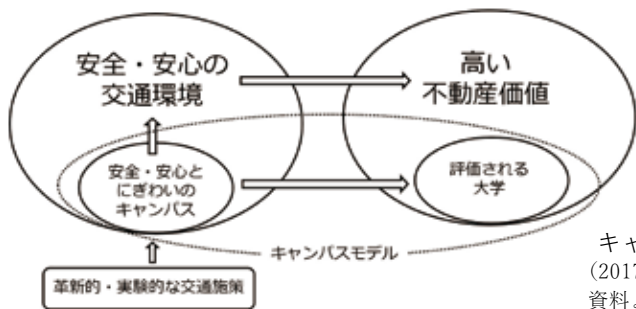 安全・安心の
交通環境
高い
不動産価値
安全・安心と
にぎわいの
キャンパス
評価される
大学
キャンパスモデル
革新的・実験的な交通施策
キャ
(2017
資料。